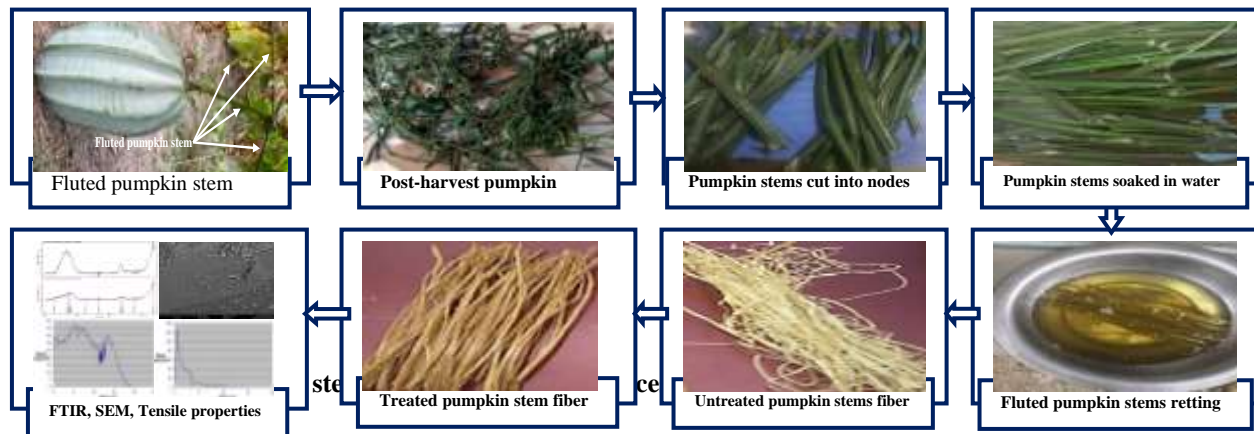 Fluted pumpkin stem
Fluted pumpkin stem
Post-harvest pumpkin
Pumpkin stems cut into nodes
Pumpkin stems soaked in water
FTIR, SEM, Tensile properties
Treated pumpkin stem fiber
Untreated pumpkin stems fiber
Fluted pumpkin stems retting